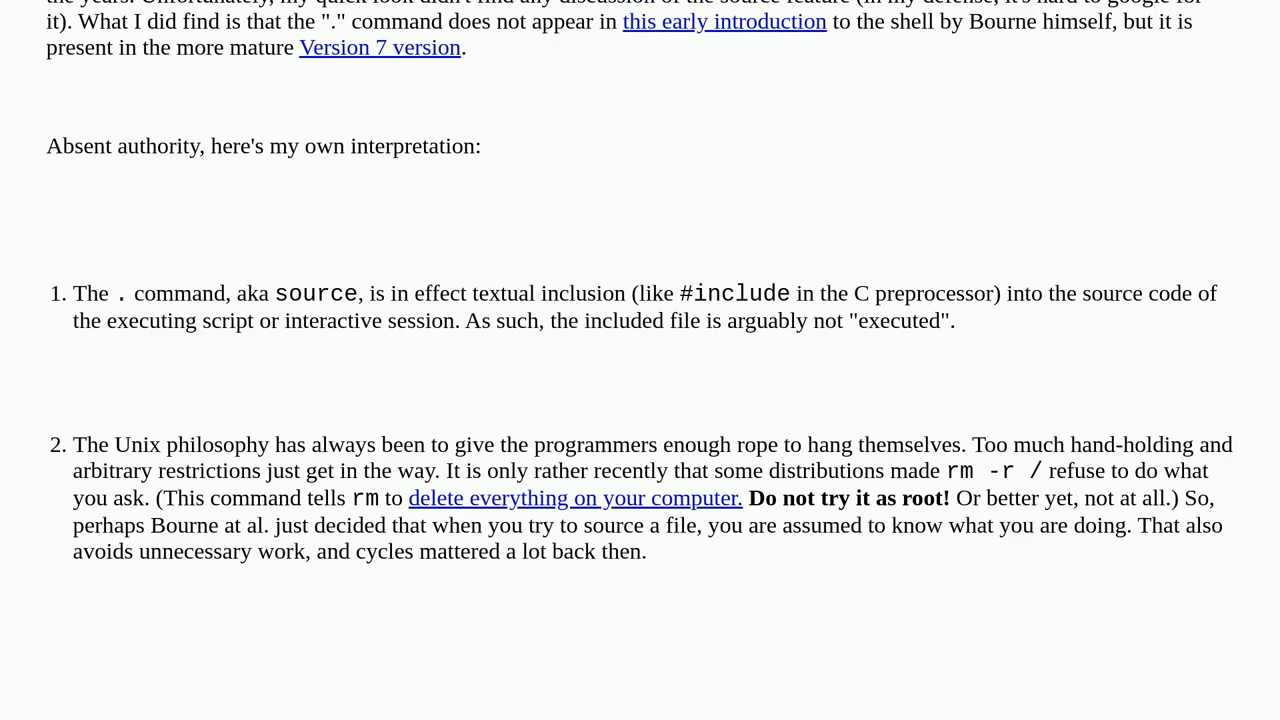 it). What I did find is that the "." command does not appear in this early introduction to the shell by Bourne himself, but it is
present in the more mature Version 7 version.
Absent authority, here's my own interpretation:
1. The . command, aka source, is in effect textual inclusion (like #include in the C preprocessor) into the source code of
the executing script or interactive session. As such, the included file is arguably not "executed".
2. The Unix philosophy has always been to give the programmers enough rope to hang themselves. Too much hand-holding and
arbitrary restrictions just get in the way. It is only rather recently that some distributions made rm -r / refuse to do what
you ask. (This command tells rm to delete everything on your computer. Do not try it as root! Or better yet, not at all.) So,
perhaps Bourne at al. just decided that when you try to source a file, you are assumed to know what you are doing. That also
avoids unnecessary work, and cycles mattered a lot back then.